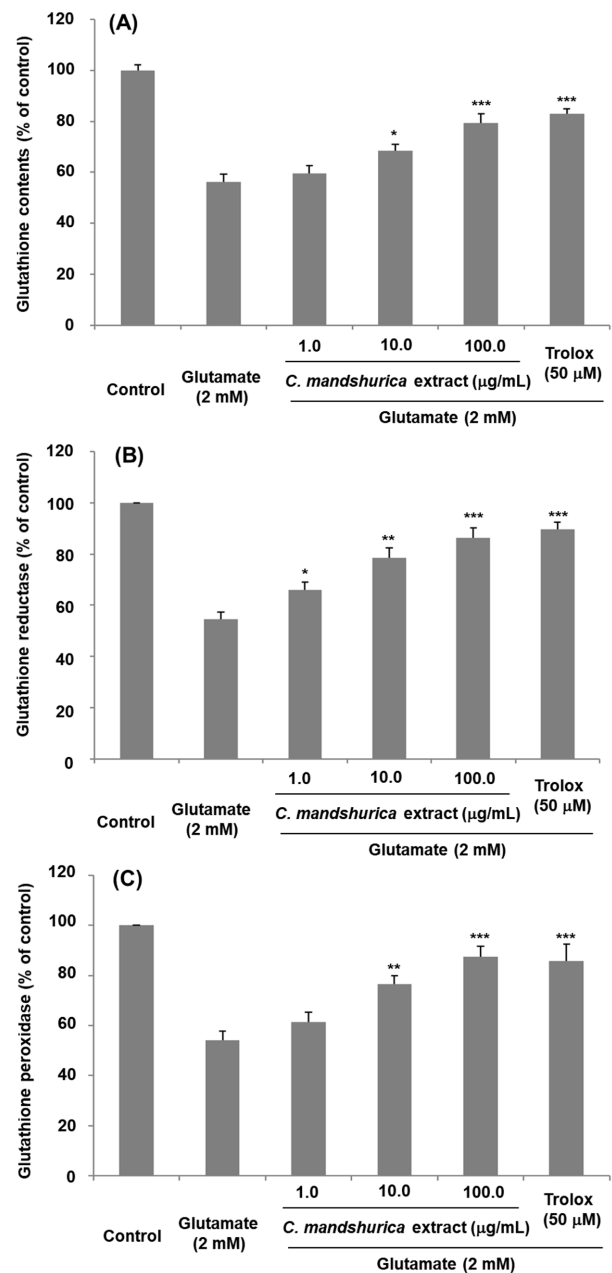 (A)
Glutathione contents (% of control)
120
100
80
60
40
20
0
*
***
***
1.0 10.0 100.0
Control
Glutamate
(2 mM)
C. mandshurica extract (μg/mL)
Trolox
(50 μM)
Glutamate (2 mM)
(B)
Glutathione reductase (% of control)
120
100
80
60
40
20
0
*
**
***
***
1.0 10.0 100.0
Control
Glutamate
(2 mM)
C. mandshurica extract (μg/mL)
Trolox
(50 μM)
Glutamate (2 mM)
(C)
Glutathione peroxidase (% of control)
120
100
80
60
40
20
0
**
***
***
1.0 10.0 100.0
Control
Glutamate
(2 mM)
C. mandshurica extract (μg/mL)
Trolox
(50 μM)
Glutamate (2 mM)